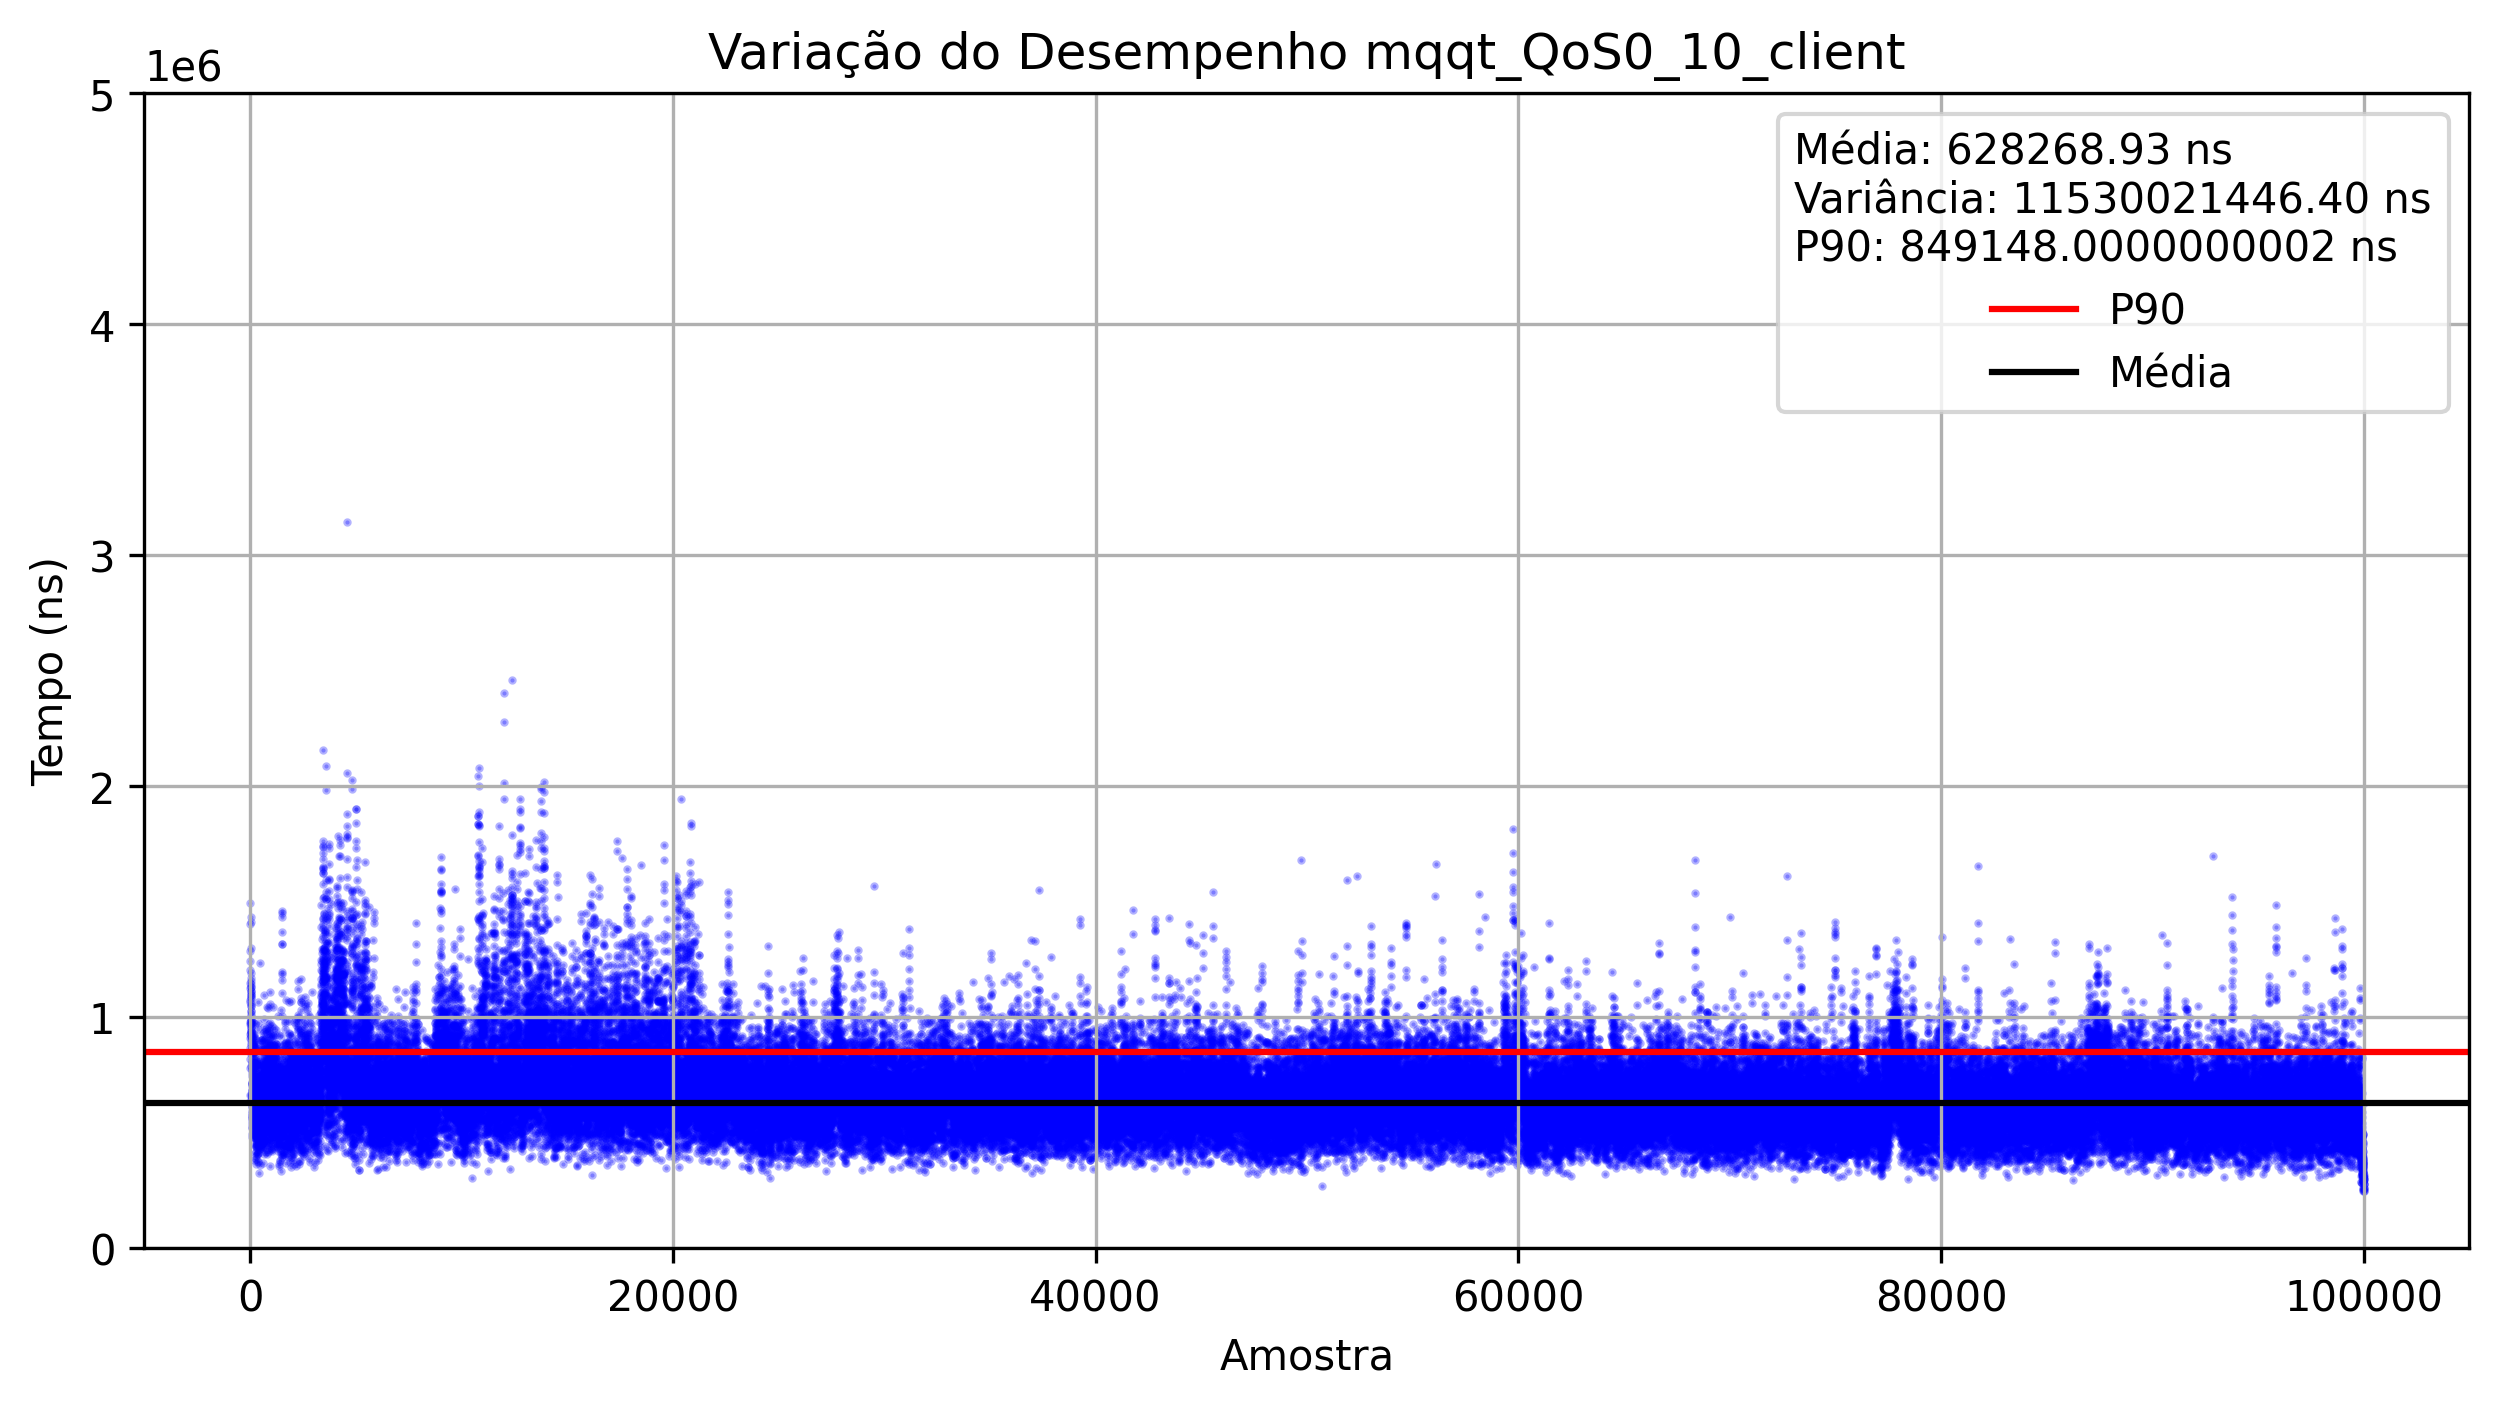 Variação do Desempenho mqqt_QoS0_10_client
1e6
5
4
3
2
1
0
Tempo (ns)
Média: 628268.93 ns
Variância: 11530021446.40 ns
P90: 849148.0000000002 ns
P90
Média
0 20000 40000 60000 80000 100000
Amostra